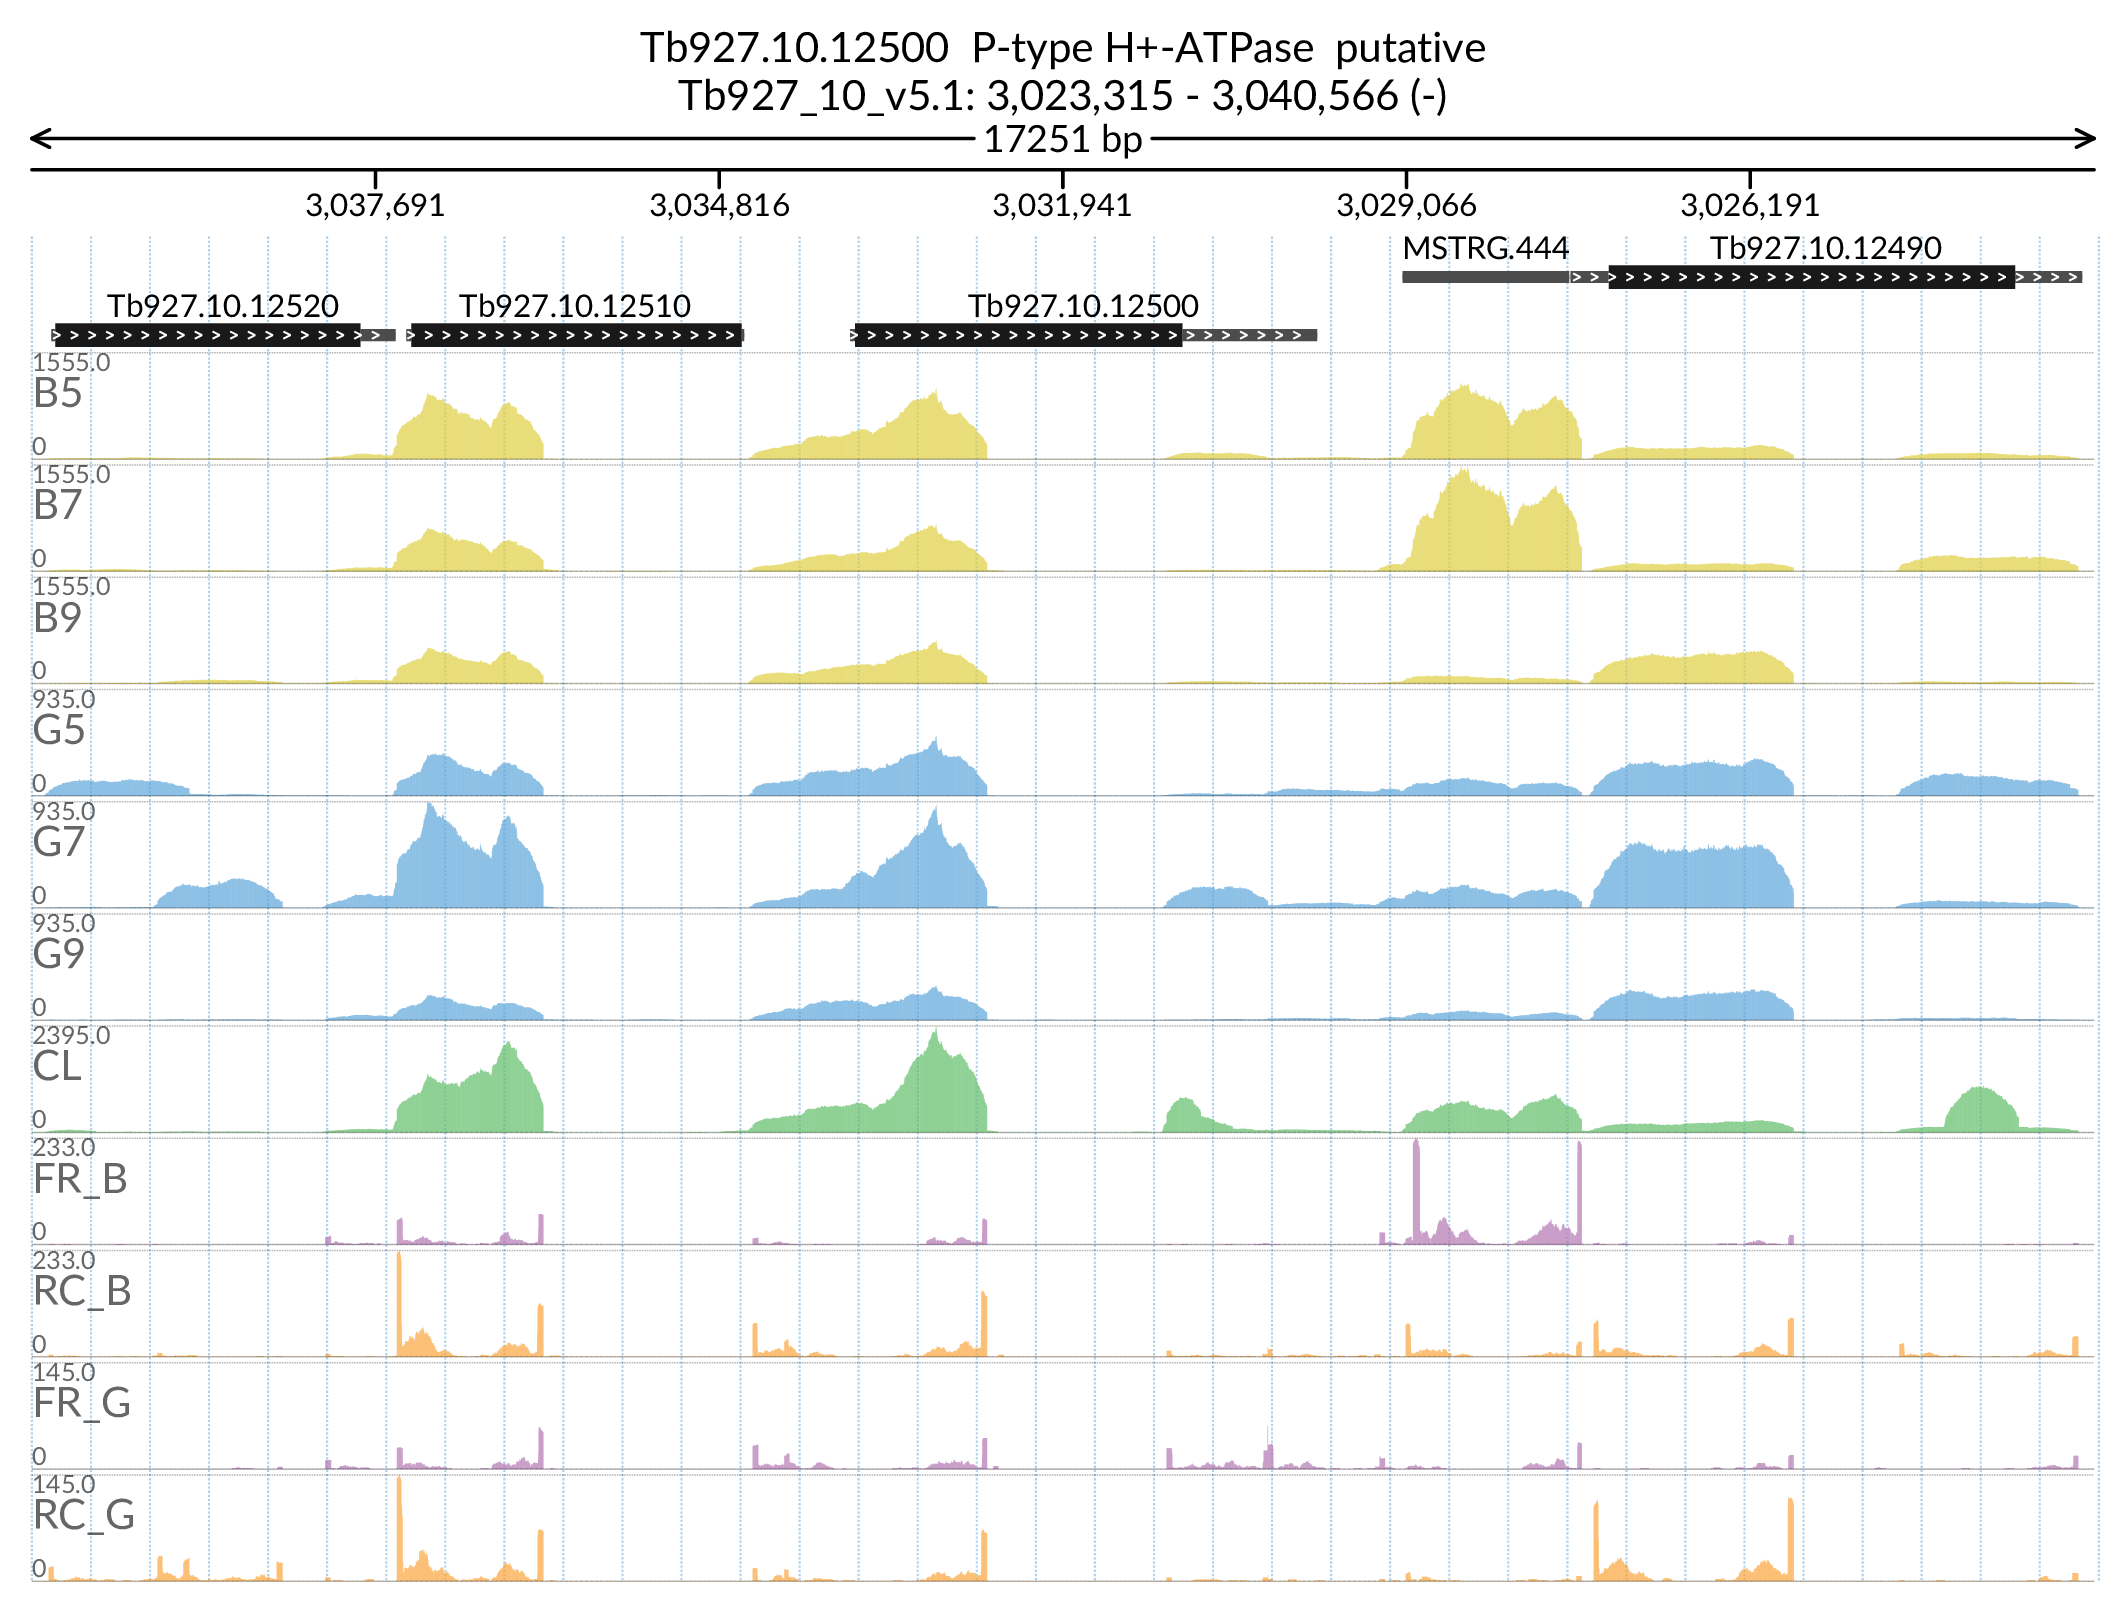 Tb927.10.12500  P-type H+-ATPase  putative
Tb927_10_v5.1: 3,023,315 - 3,040,566 (-)
17251 bp
3,037,691 3,034,816 3,031,941 3,029,066 3,026,191
MSTRG.444 Tb927.10.12490
Tb927.10.12520 Tb927.10.12510 Tb927.10.12500
1555.0
B5
0
1555.0
B7
0
1555.0
B9
0
935.0
G5
0
935.0
G7
0
935.0
G9
0
2395.0
CL
0
233.0
FR_B
0
233.0
RC_B
0
145.0
FR_G
0
145.0
RC_G
0